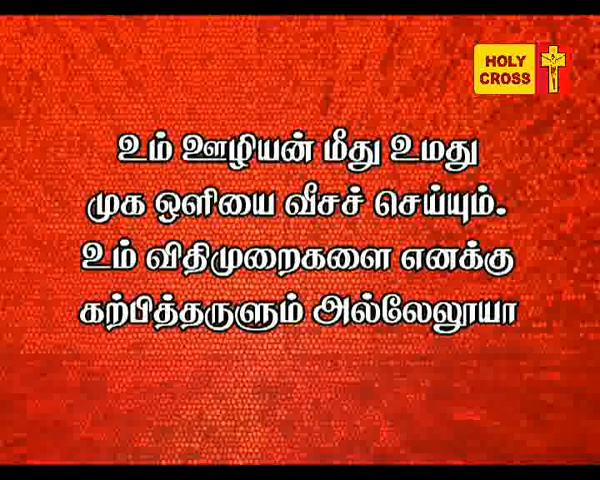 HOLY
CROSS
உம் ஊழியன் மீது உமது
முக ஒளியை வீசச் செய்யும்.
உம் விதிமுறைகளை எனக்கு
கற்பித்தருளும் அல்லேலூயா